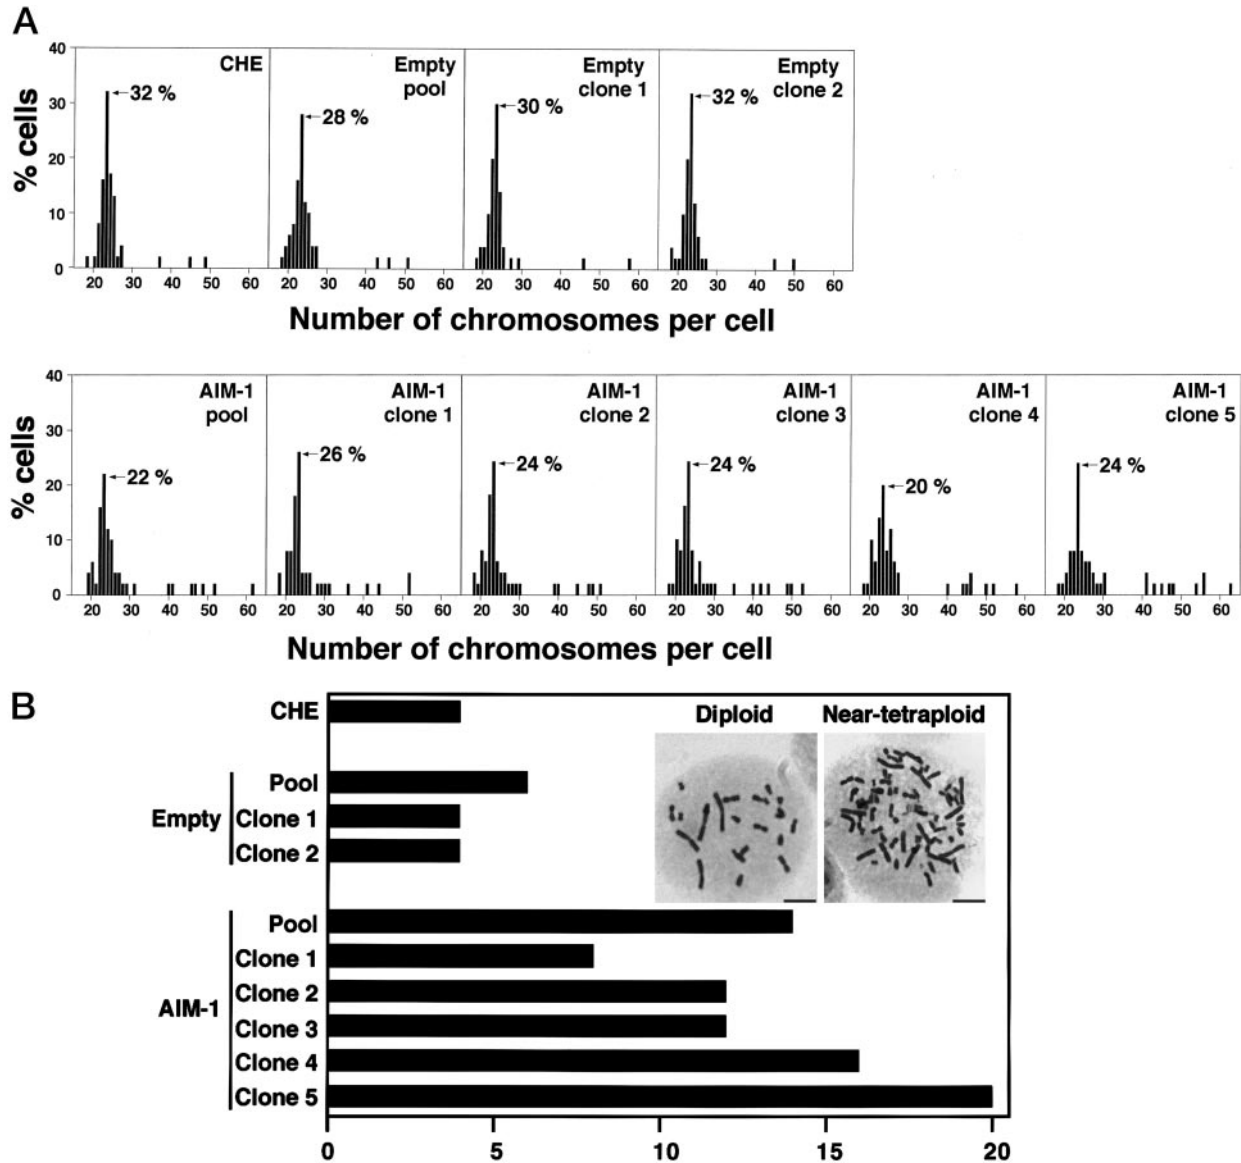 A
40
30
20
10
0
% cells
CHE
32 %
Empty
pool
28 %
Empty
clone 1
30 %
Empty
clone 2
32 %
20 30 40 50 60 20 30 40 50 60 20 30 40 50 60 20 30 40 50 60
Number of chromosomes per cell
40
30
20
10
0
% cells
AIM-1
pool
22 %
AIM-1
clone 1
26 %
AIM-1
clone 2
24 %
AIM-1
clone 3
24 %
AIM-1
clone 4
20 %
AIM-1
clone 5
24 %
20 30 40 50 60 20 30 40 50 60 20 30 40 50 60 20 30 40 50 60 20 30 40 50 60 20 30 40 50 60
Number of chromosomes per cell
B
CHE
Empty
Pool
Clone 1
Clone 2
AIM-1
Pool
Clone 1
Clone 2
Clone 3
Clone 4
Clone 5
Diploid
Near-tetraploid
0 5 10 15 20